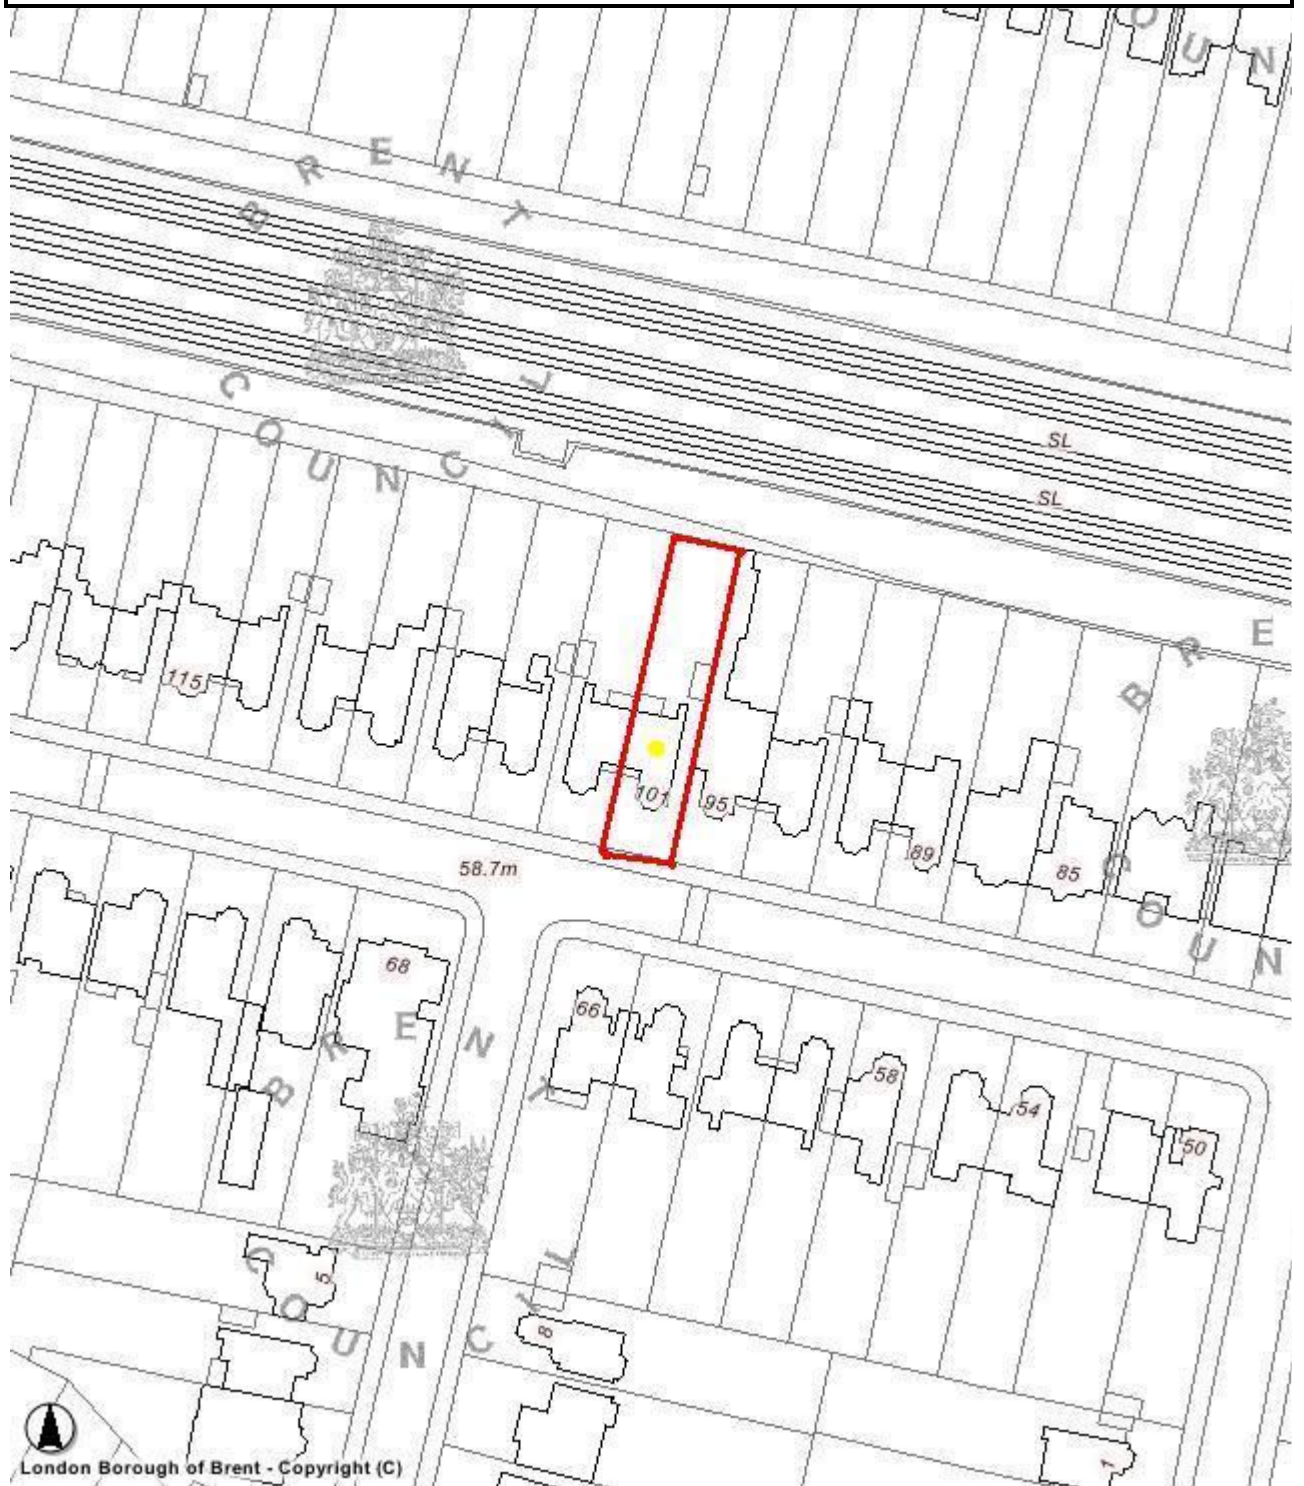 OUN
BRENT
BRENT
COUNCIL
COUNCIL
SL
SL
BRE
115
101
95
89
85
COUN
58.7m
68
66
58
54
50
5
8
1
London Borough of Brent - Copyright (C)